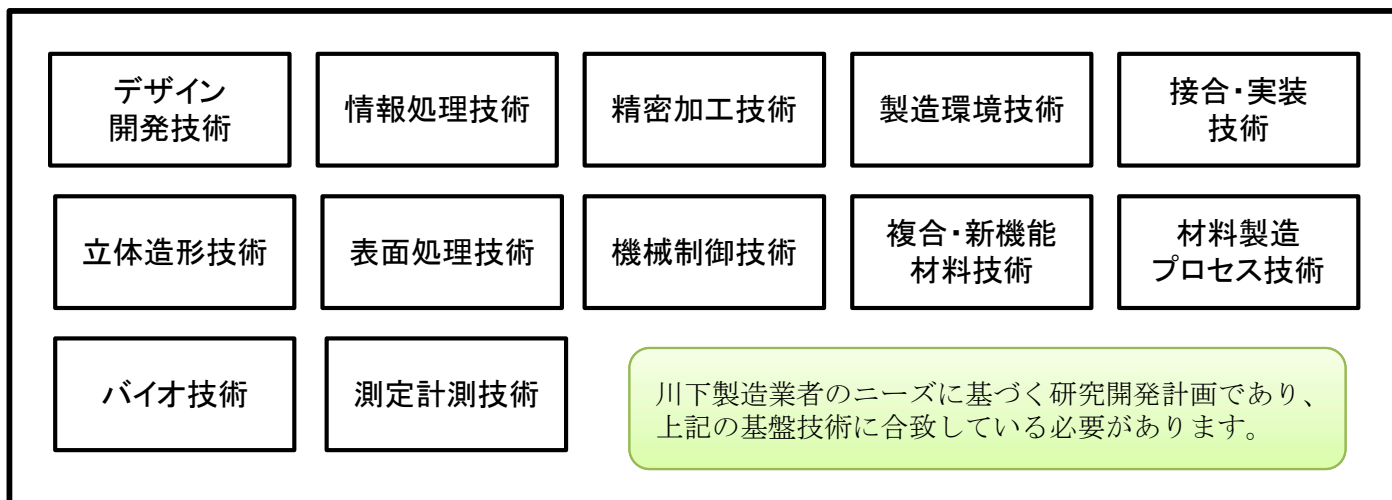 デザイン
開発技術
情報処理技術
精密加工技術
製造環境技術
接合・実装
技術
立体造形技術
表面処理技術
機械制御技術
複合・新機能
材料技術
材料製造
プロセス技術
バイオ技術
測定計測技術
川下製造業者のニーズに基づく研究開発計画であり、
上記の基盤技術に合致している必要があります。